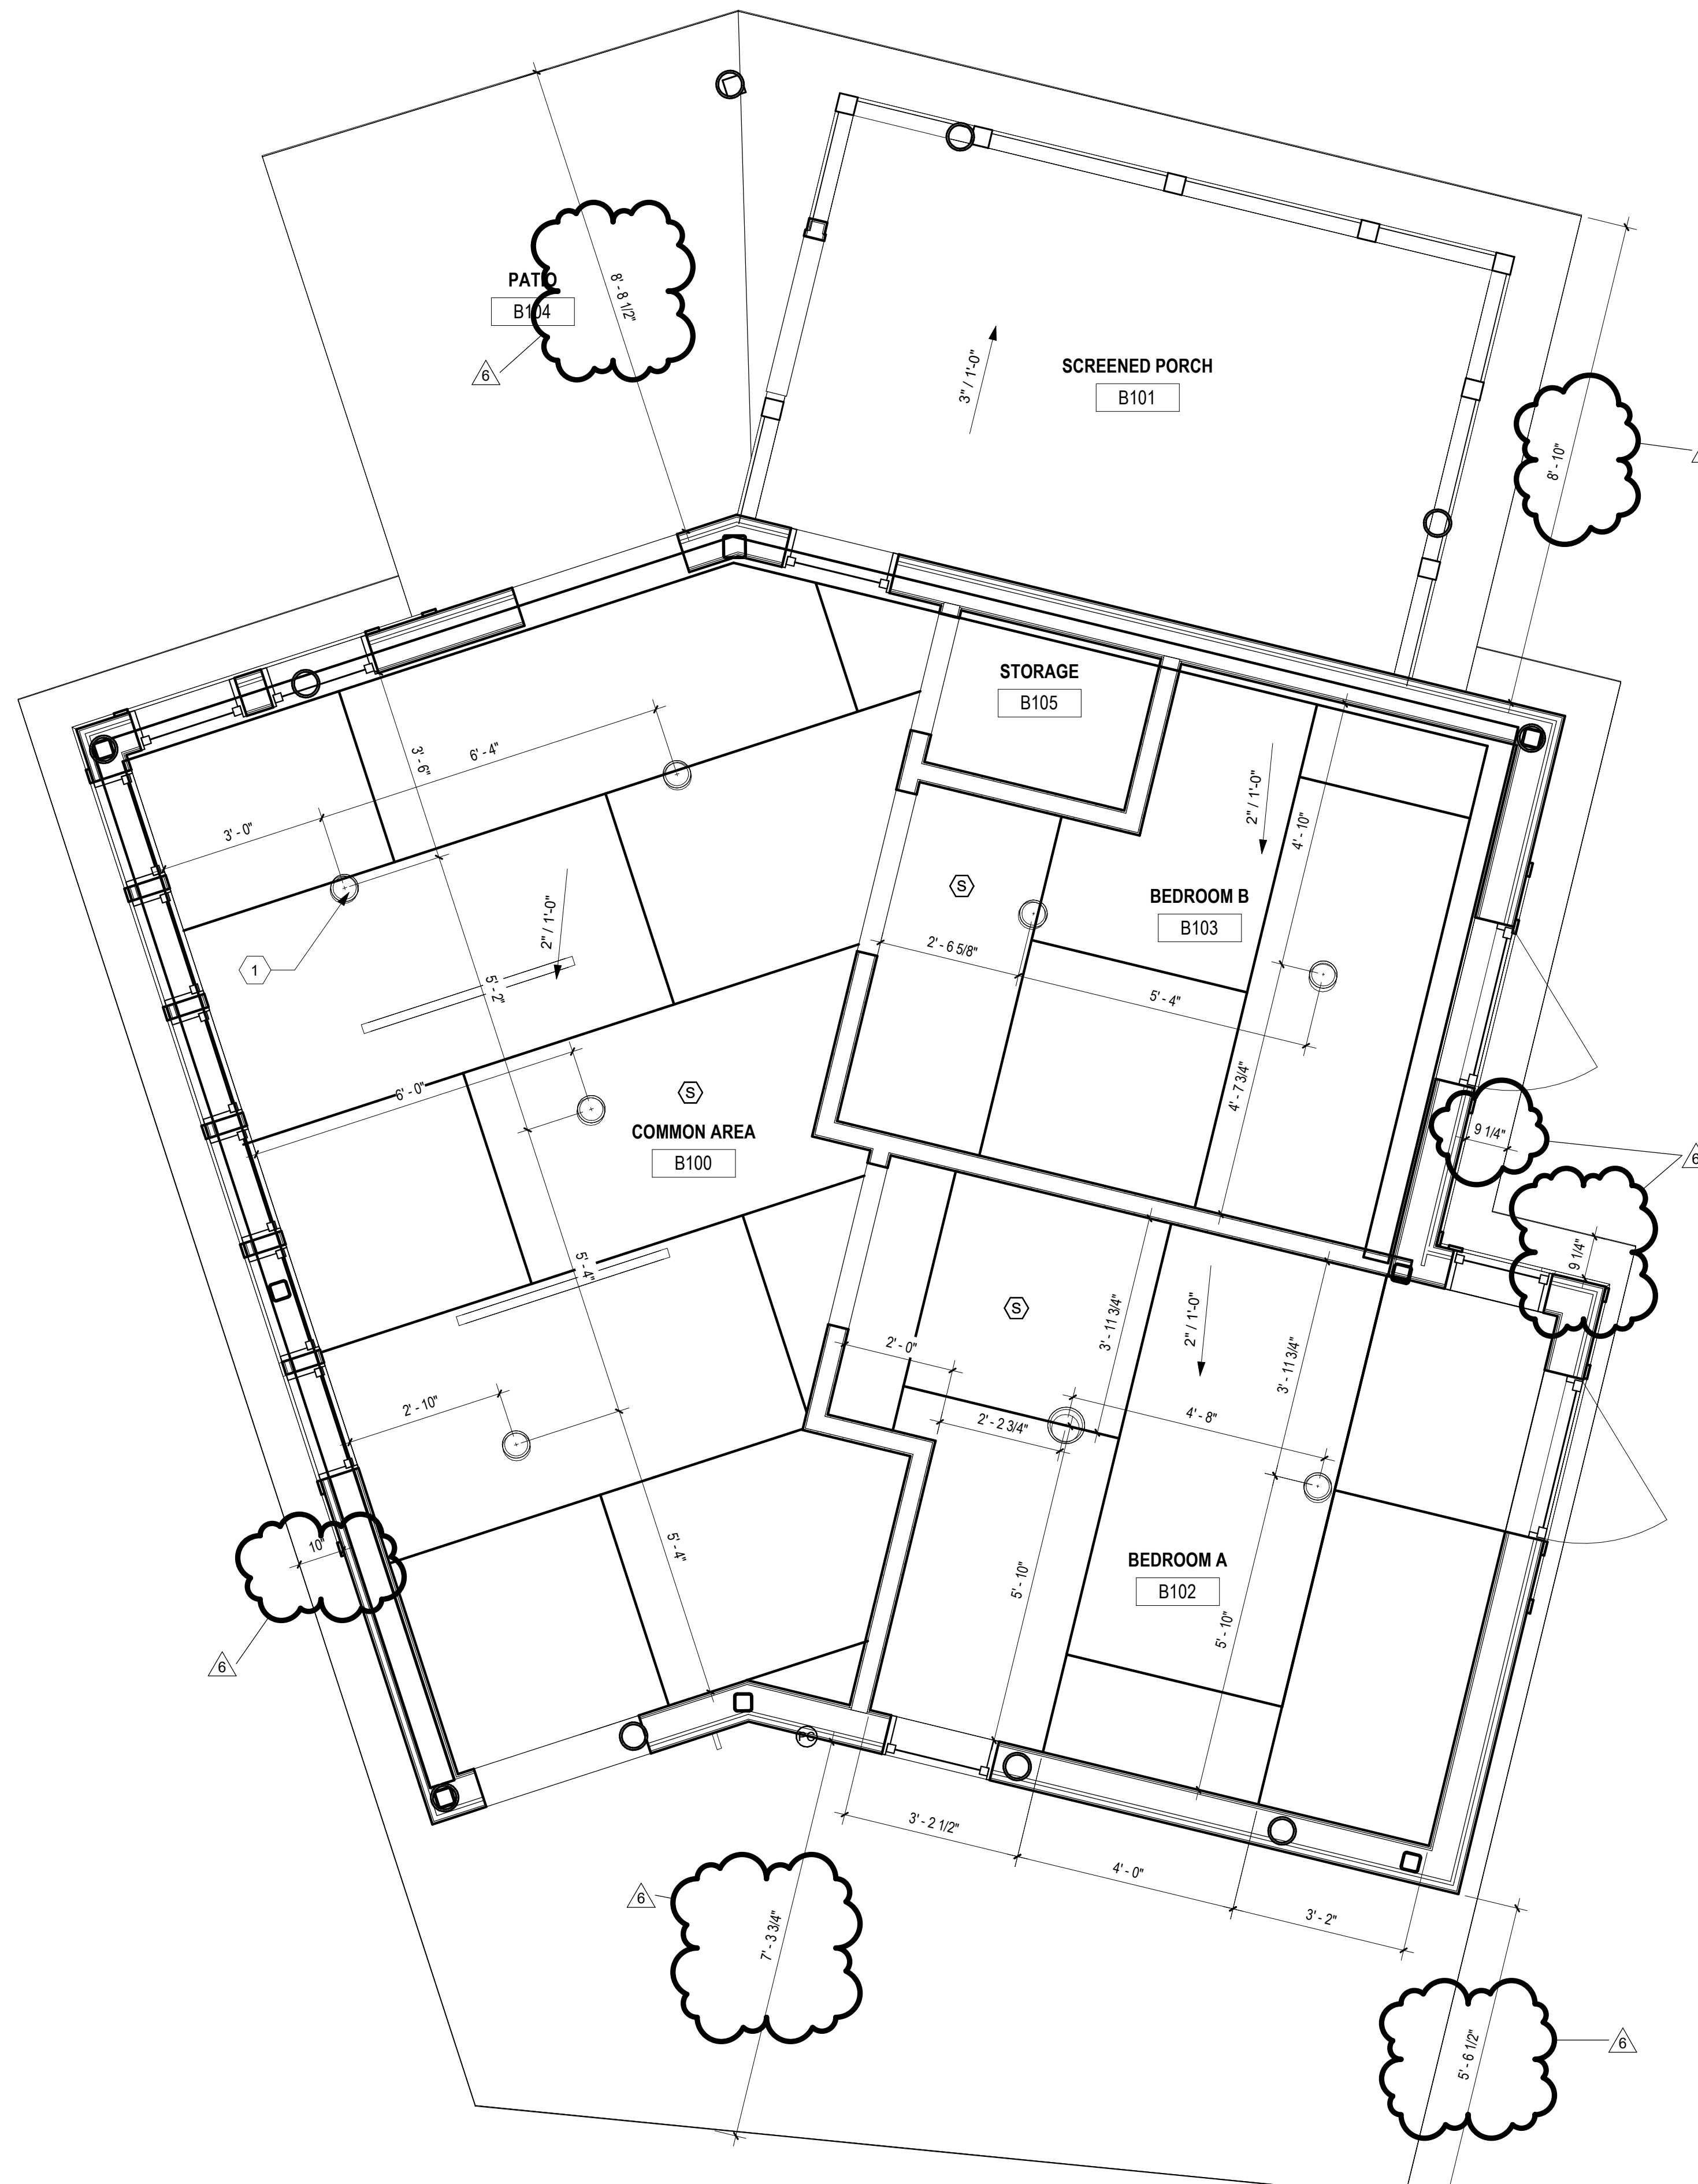 PATIO
B104
8' - 8 1/2"
6
SCREENED PORCH
B101
3" / 1'-0"
8' - 10"
STORAGE
B105
3' - 6"
6' - 4"
3' - 0"
2" / 1'-0"
4' - 10"
S
BEDROOM B
B103
2' - 6 5/8"
5' - 4"
1
2" / 1'-0"
5' - 2"
6' - 0"
S
COMMON AREA
B100
4' - 7 3/4"
9 1/4"
6
9 1/4"
5' - 4"
S
3' - 11 3/4"
2" / 1'-0"
3' - 11 3/4"
2' - 0"
2' - 10"
2' - 2 3/4"
4' - 8"
10"
6
5' - 4"
BEDROOM A
B102
5' - 10"
5' - 10"
3' - 2 1/2"
4' - 0"
3' - 2"
6
7' - 3 3/4"
5' - 6 1/2"
6